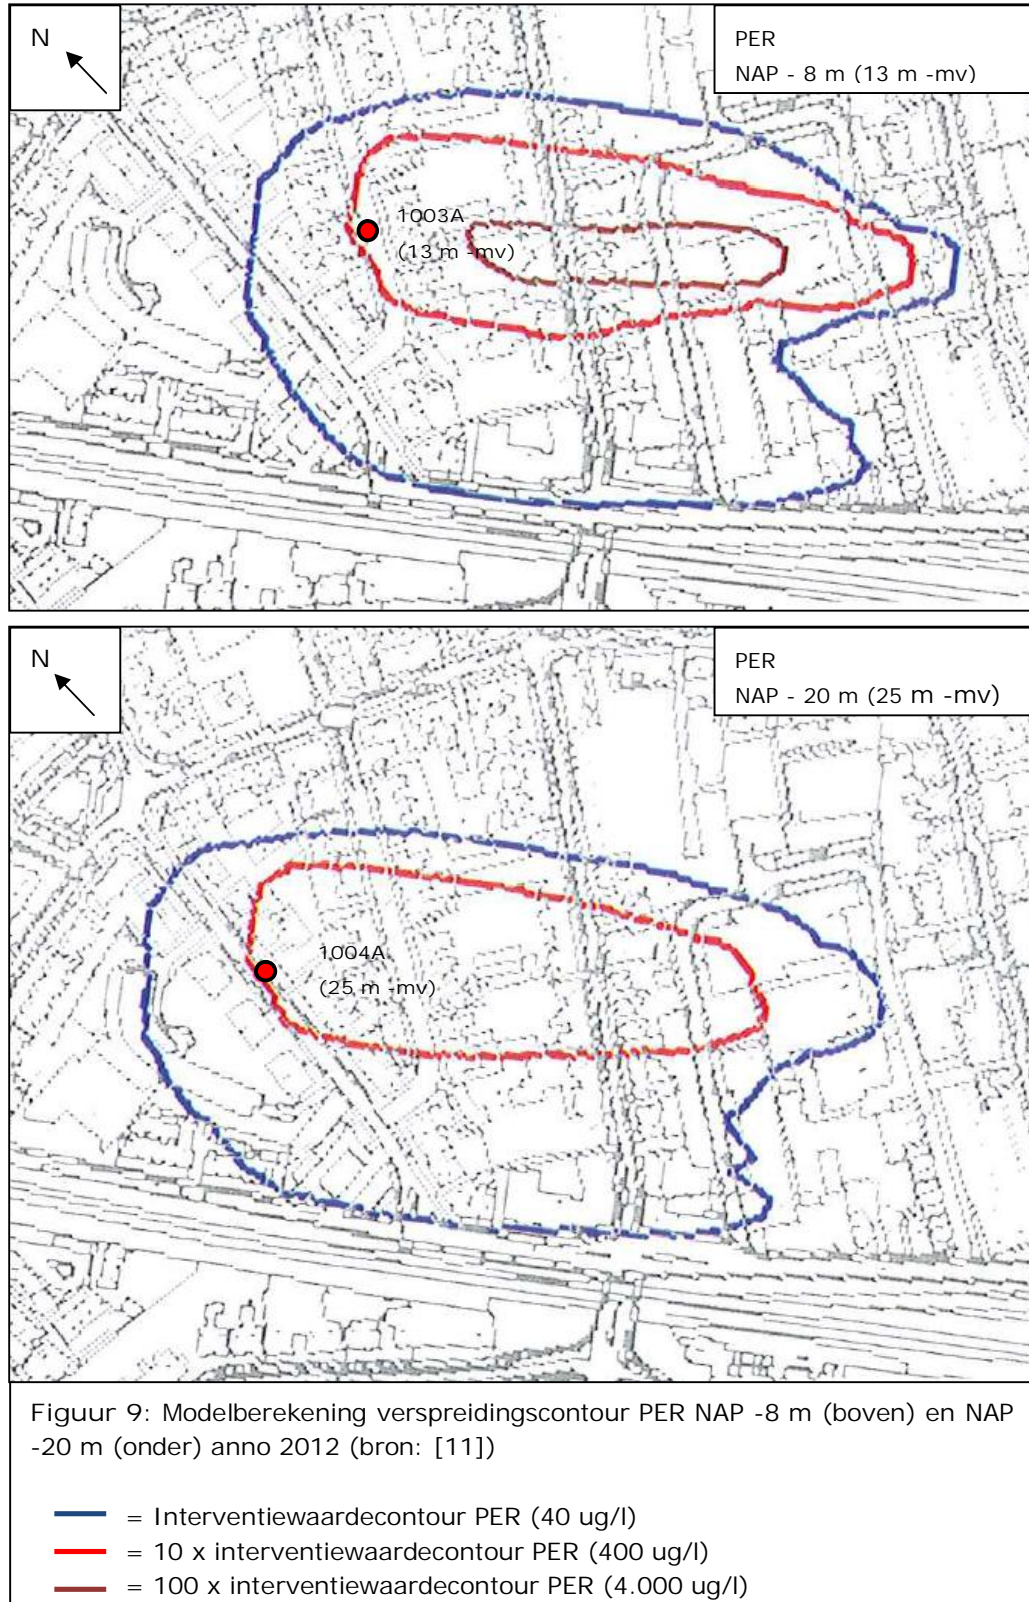 N
PER
NAP - 8 m (13 m -mv)
1003A
(13 m -mv)
N
PER
NAP - 20 m (25 m -mv)
1004A
(25 m -mv)
Figuur 9: Modelberekening verspreidingscontour PER NAP -8 m (boven) en NAP
-20 m (onder) anno 2012 (bron: [11])
= Interventiewaardecontour PER (40 ug/l)
= 10 x interventiewaardecontour PER (400 ug/l)
= 100 x interventiewaardecontour PER (4.000 ug/l)